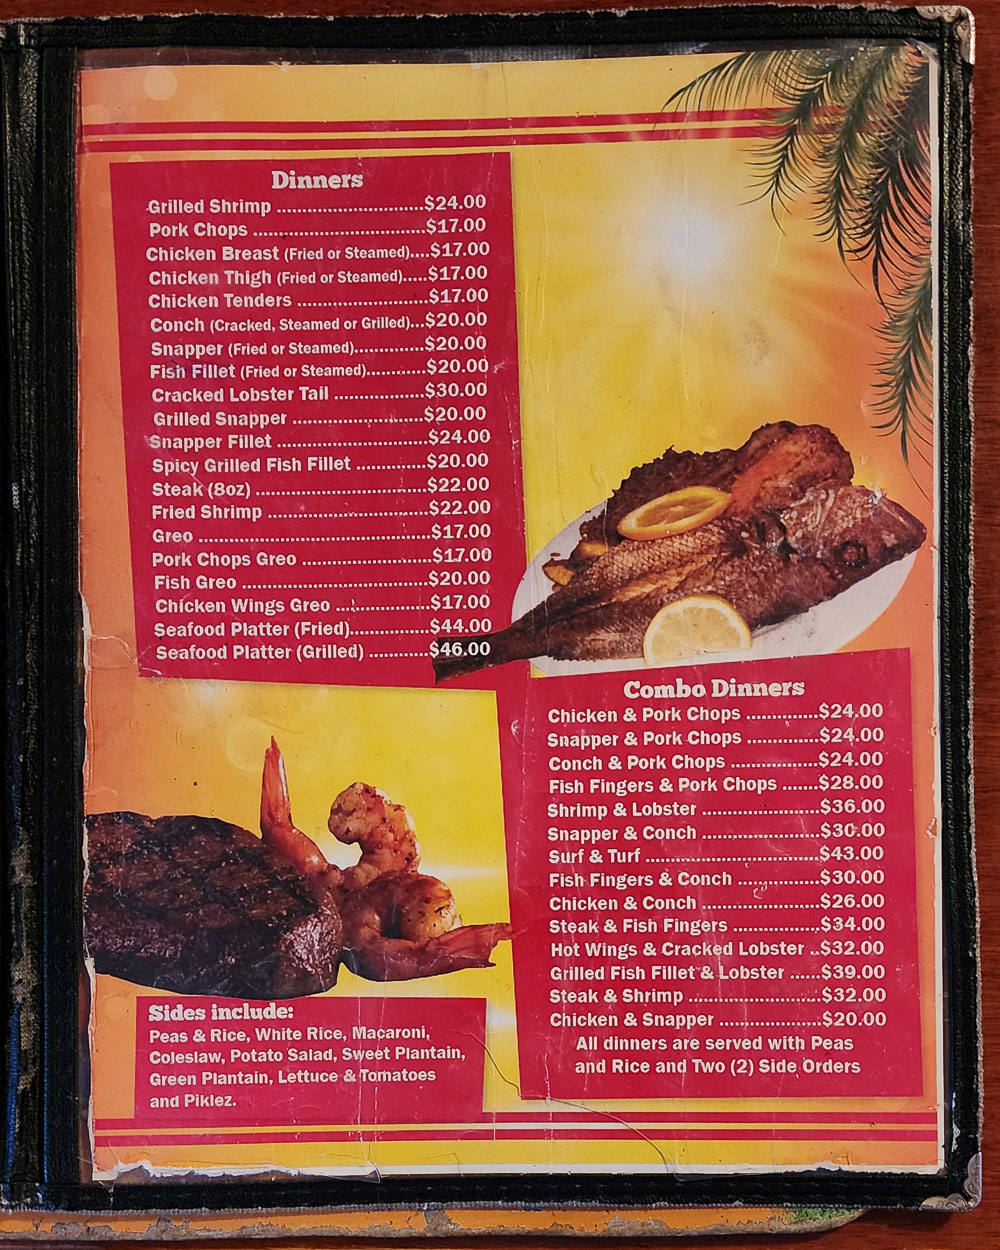 Dinners
Grilled Shrimp ..............................$24.00
Pork Chops ...................................$17.00
Chicken Breast (Fried or Steamed)....$17.00
Chicken Thigh (Fried or Steamed).....$17.00
Chicken Tenders ...........................$17.00
Conch (Cracked, Steamed or Grilled)...$20.00
Snapper (Fried or Steamed)..............$20.00
Fish Fillet (Fried or Steamed)............$20.00
Cracked Lobster Tail ..................$30.00
Grilled Snapper ..........................$20.00
Snapper Fillet ..............................$24.00
Spicy Grilled Fish Fillet ..............$20.00
Steak (8oz) ..................................$22.00
Fried Shrimp ................................$22.00
Greo ..............................................$17.00
Pork Chops Greo ..........................$17.00
Fish Greo .....................................$20.00
Chicken Wings Greo ...................$17.00
Seafood Platter (Fried)................$44.00
Seafood Platter (Grilled) ............$46.00
Combo Dinners
Chicken & Pork Chops ..............$24.00
Snapper & Pork Chops ...............$24.00
Conch & Pork Chops ..................$24.00
Fish Fingers & Pork Chops .......$28.00
Shrimp & Lobster ........................$36.00
Snapper & Conch ........................$30.00
Surf & Turf ...................................$43.00
Fish Fingers & Conch ................$30.00
Chicken & Conch ........................$26.00
Steak & Fish Fingers .................$34.00
Hot Wings & Cracked Lobster ..$32.00
Grilled Fish Fillet & Lobster ......$39.00
Steak & Shrimp ...........................$32.00
Chicken & Snapper ....................$20.00
All dinners are served with Peas
and Rice and Two (2) Side Orders
Sides include:
Peas & Rice, White Rice, Macaroni,
Coleslaw, Potato Salad, Sweet Plantain,
Green Plantain, Lettuce & Tomatoes
and Piklez.